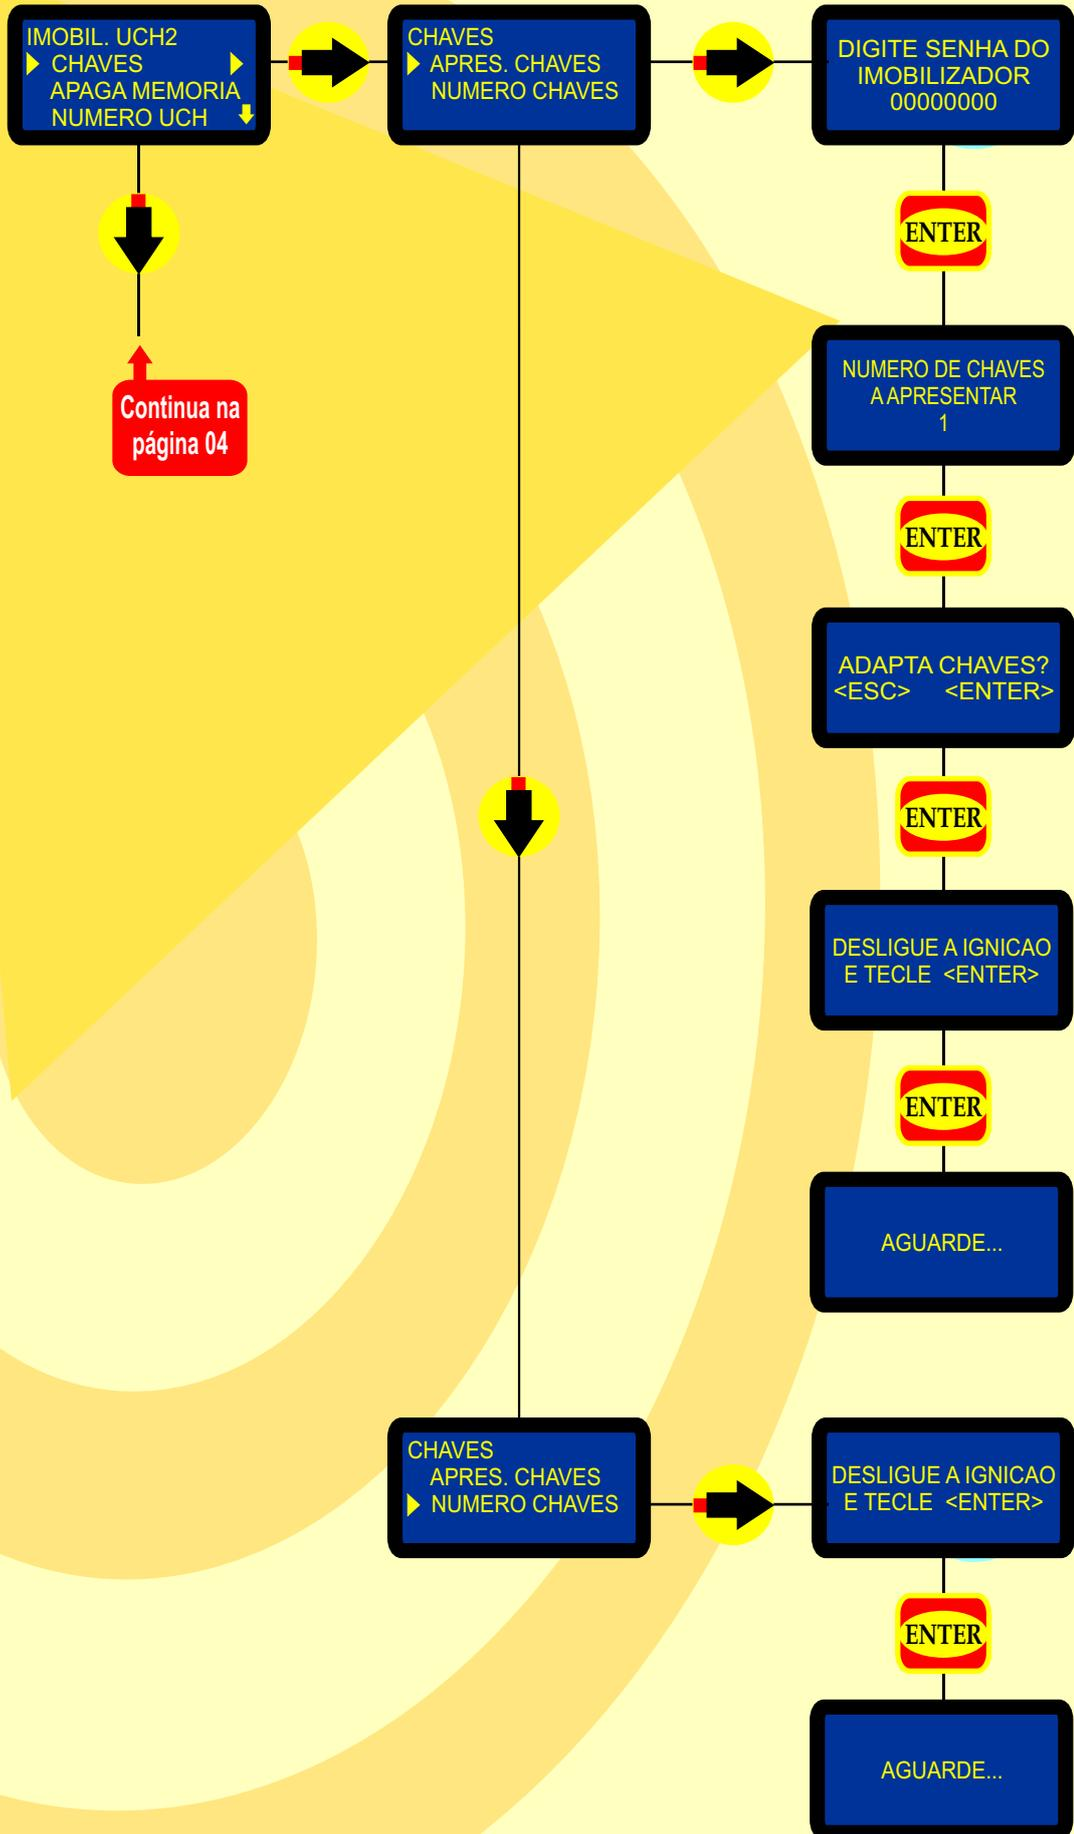 IMOBIL. UCH2
CHAVES
APAGA MEMORIA
NUMERO UCH
CHAVES
APRES. CHAVES
NUMERO CHAVES
DIGITE SENHA DO
IMOBILIZADOR
00000000
ENTER
Continua na
página 04
NUMERO DE CHAVES
A APRESENTAR
1
ENTER
ADAPTA CHAVES?
<ESC> <ENTER>
ENTER
DESLIGUE A IGNICAO
E TECLE <ENTER>
ENTER
AGUARDE...
CHAVES
APRES. CHAVES
NUMERO CHAVES
DESLIGUE A IGNICAO
E TECLE <ENTER>
ENTER
AGUARDE...